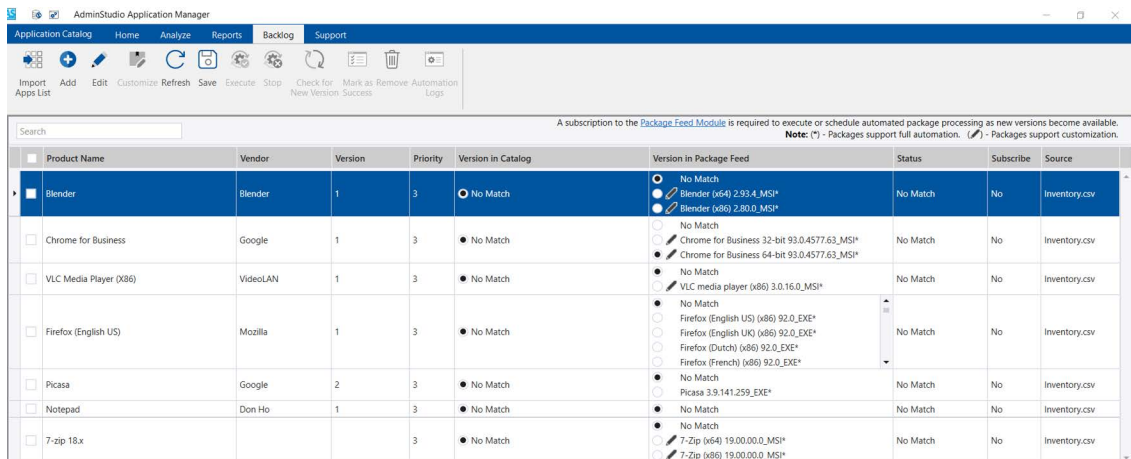 AdminStudio Application Manager
Application Catalog Home Analyze Reports Backlog Support
Import Apps List Add Edit Customize Refresh Save Execute Stop Check for New Version Mark as Success Remove Automation Logs
Search
A subscription to the Package Feed Module is required to execute or schedule automated package processing as new versions become available.
Note: (*) - Packages support full automation. ( ) - Packages support customization.
Product Name Vendor Version Priority Version in Catalog Version in Package Feed Status Subscribe Source
No Match
Blender Blender 1 3 No Match Blender (x64) 2.93.4_MSI* No Match No Inventory.csv
Blender (x86) 2.80.0_MSI*
No Match
Chrome for Business Google 1 3 No Match Chrome for Business 32-bit 93.0.4577.63_MSI* No Match No Inventory.csv
Chrome for Business 64-bit 93.0.4577.63_MSI*
No Match
VLC Media Player (X86) VideoLAN 1 3 No Match VLC media player (x86) 3.0.16.0_MSI* No Match No Inventory.csv
No Match
Firefox (English US) (x86) 92.0_EXE*
Firefox (English US) Mozilla 1 3 No Match Firefox (English UK) (x86) 92.0_EXE* No Match No Inventory.csv
Firefox (Dutch) (x86) 92.0_EXE*
Firefox (French) (x86) 92.0_EXE*
No Match
Picasa Google 2 3 No Match Picasa 3.9.141.259_EXE* No Match No Inventory.csv
Notepad Don Ho 1 3 No Match No Match No Match No Inventory.csv
No Match
7-zip 18.x 3 No Match 7-Zip (x64) 19.00.00.0_MSI* No Match No Inventory.csv
7-Zip (x86) 19.00.00.0_MSI*